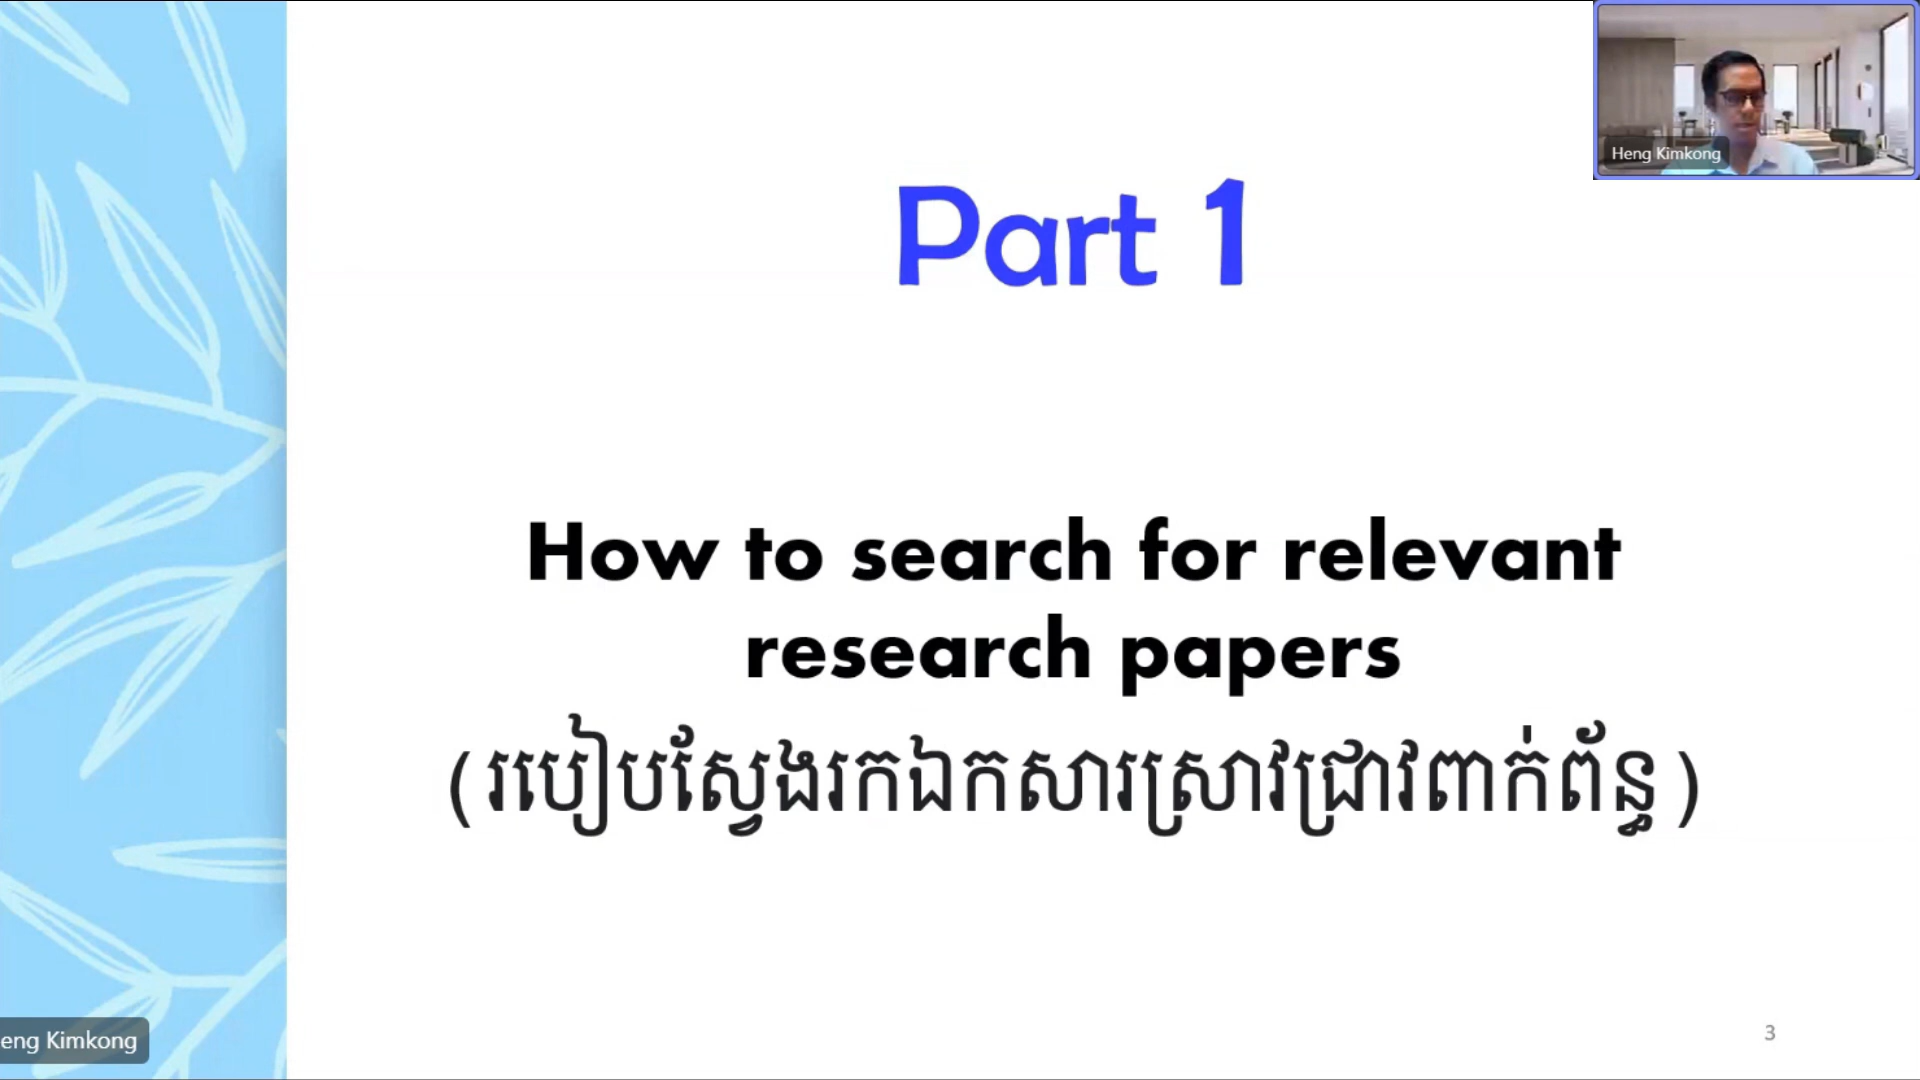 Part 1
How to search for relevant
research papers
(របៀបស្វែងរកឯកសារស្រាវជ្រាវពាក់ព័ន្ធ)
Heng Kimkong
eng Kimkong
3